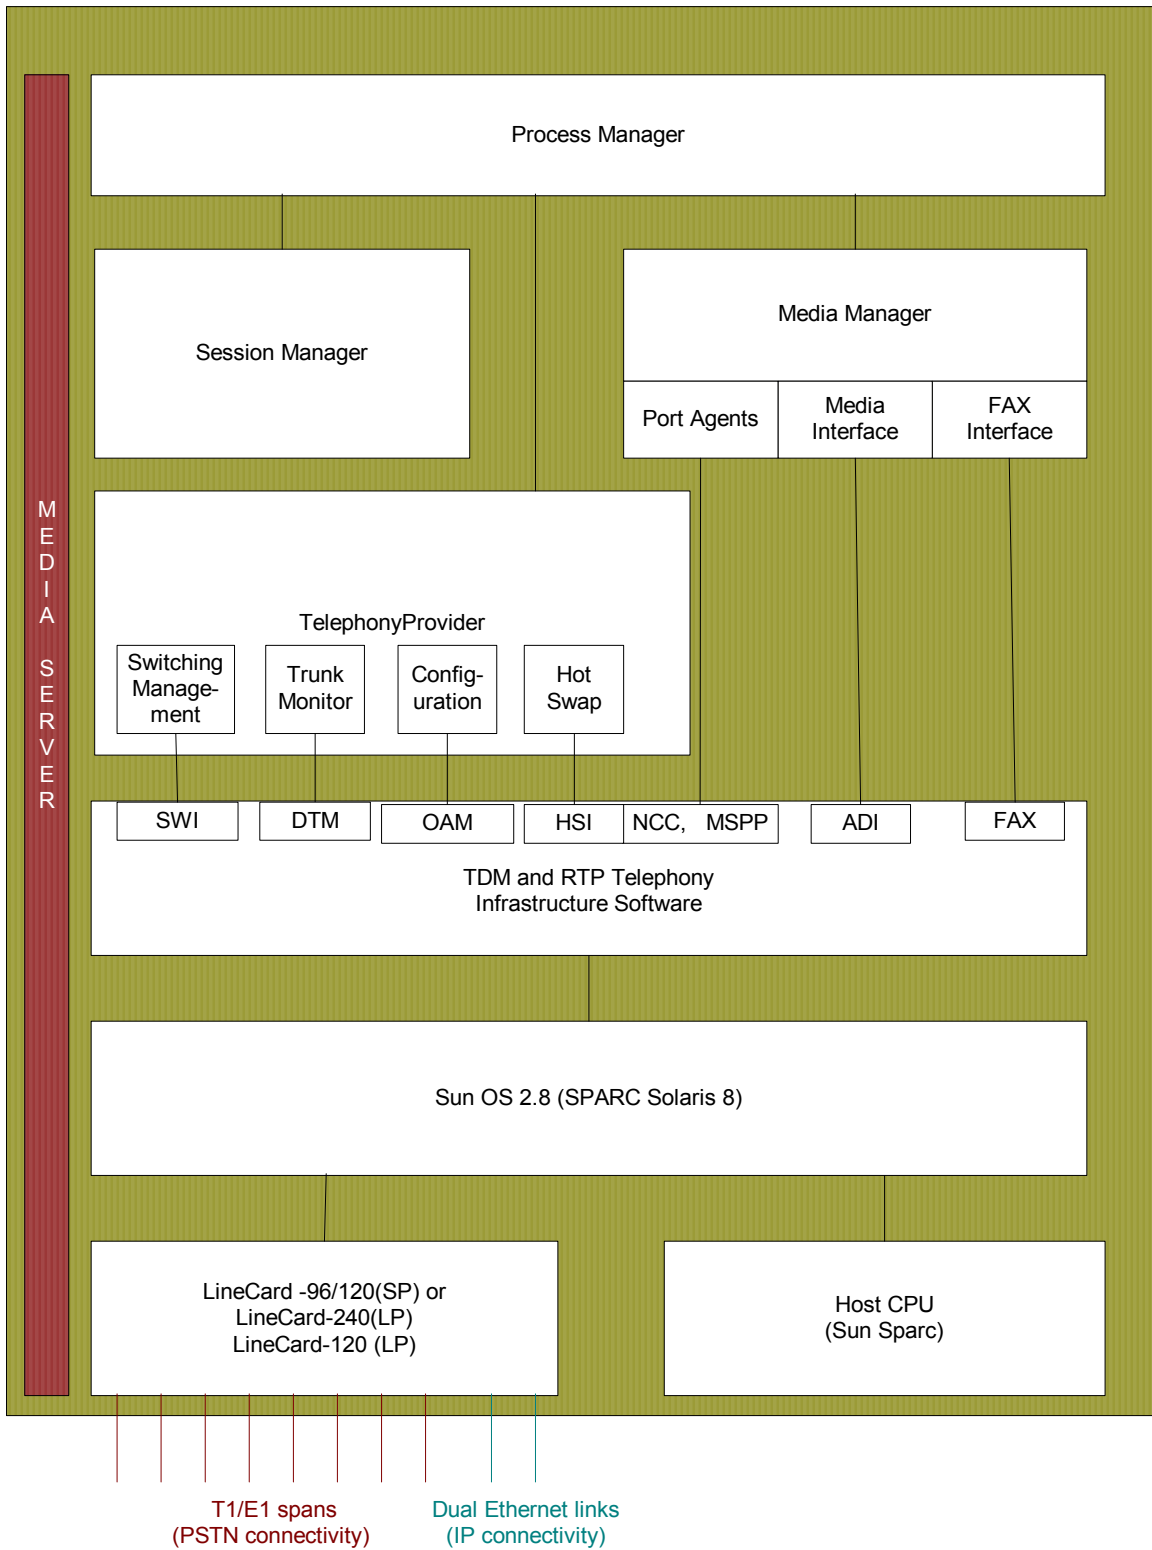 Process Manager
Session Manager
Media Manager
Port Agents
Media
Interface
FAX
Interface
MEDIA SERVER
TelephonyProvider
Switching
Manage-
ment
Trunk
Monitor
Config-
uration
Hot
Swap
SWI
DTM
OAM
HSI
NCC, MSPP
ADI
FAX
TDM and RTP Telephony
Infrastructure Software
Sun OS 2.8 (SPARC Solaris 8)
LineCard -96/120(SP) or
LineCard-240(LP)
LineCard-120 (LP)
Host CPU
(Sun Sparc)
T1/E1 spans
(PSTN connectivity)
Dual Ethernet links
(IP connectivity)